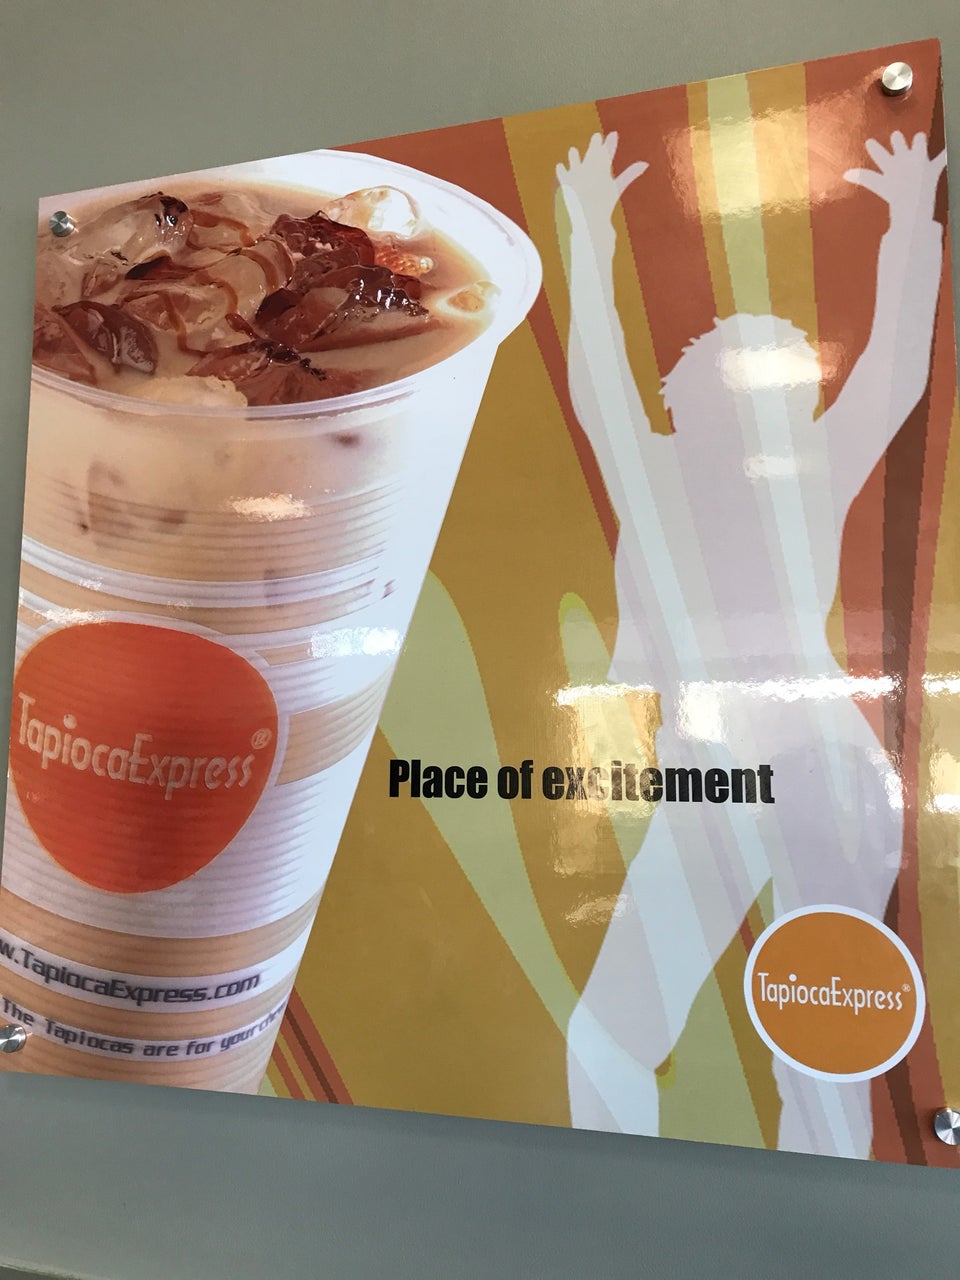 TapiocaExpress®
w.TapiocaExpress.com
The Tapiocas are for your
Place of excitement
TapiocaExpress®